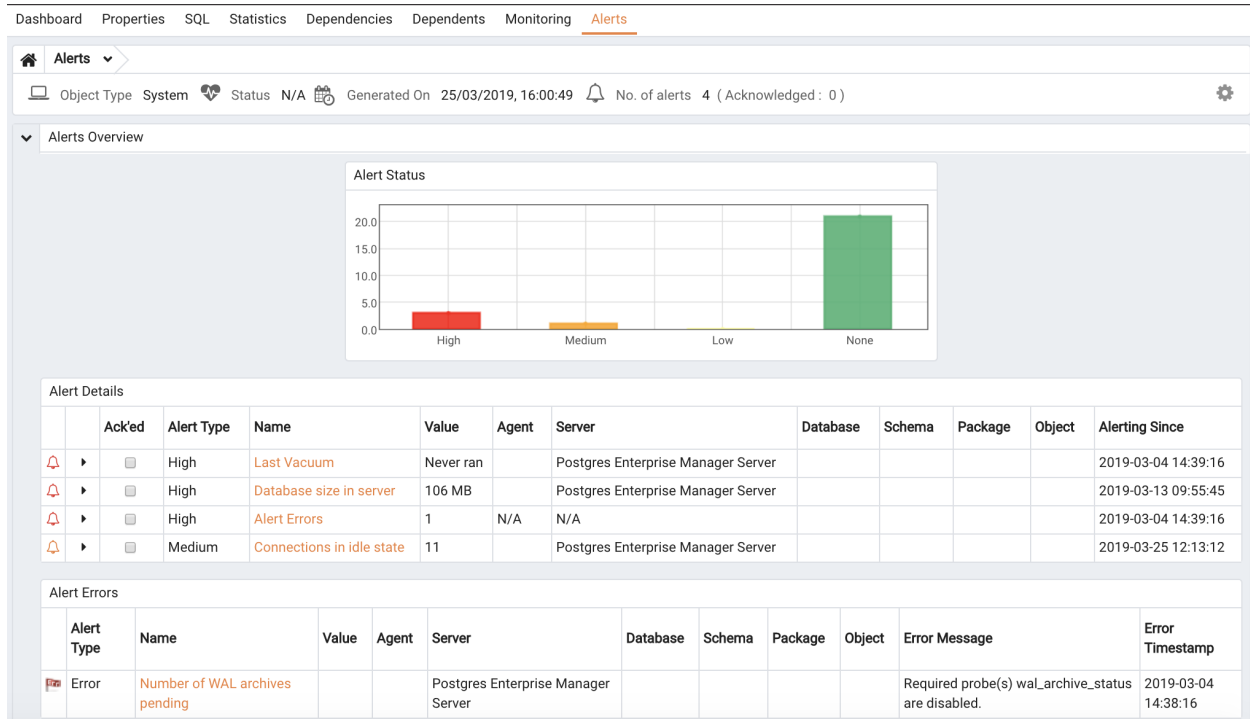 Dashboard Properties SQL Statistics Dependencies Dependents Monitoring Alerts
Alerts
Object Type System Status N/A Generated On 25/03/2019, 16:00:49 No. of alerts 4 ( Acknowledged : 0 )
Alerts Overview
Alert Status
20.0
15.0
10.0
5.0
0.0
High Medium Low None
Alert Details
Ack'ed Alert Type Name Value Agent Server Database Schema Package Object Alerting Since
High Last Vacuum Never ran Postgres Enterprise Manager Server 2019-03-04 14:39:16
High Database size in server 106 MB Postgres Enterprise Manager Server 2019-03-13 09:55:45
High Alert Errors 1 N/A N/A 2019-03-04 14:39:16
Medium Connections in idle state 11 Postgres Enterprise Manager Server 2019-03-25 12:13:12
Alert Errors
Alert Type Name Value Agent Server Database Schema Package Object Error Message Error Timestamp
Error Number of WAL archives pending Postgres Enterprise Manager Server Required probe(s) wal_archive_status are disabled. 2019-03-04 14:38:16